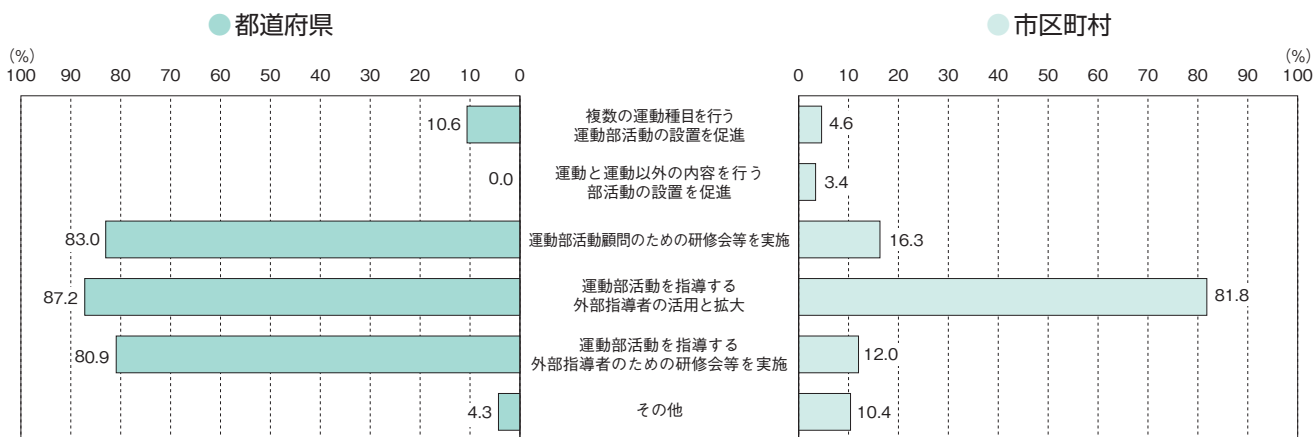 都道府県
市区町村
(%)
100 90 80 70 60 50 40 30 20 10 0
(%)
0 10 20 30 40 50 60 70 80 90 100
10.6
複数の運動種目を行う
運動部活動の設置を促進
4.6
0.0
運動と運動以外の内容を行う
部活動の設置を促進
3.4
83.0
運動部活動顧問のための研修会等を実施
16.3
87.2
運動部活動を指導する
外部指導者の活用と拡大
81.8
80.9
運動部活動を指導する
外部指導者のための研修会等を実施
12.0
4.3
その他
10.4